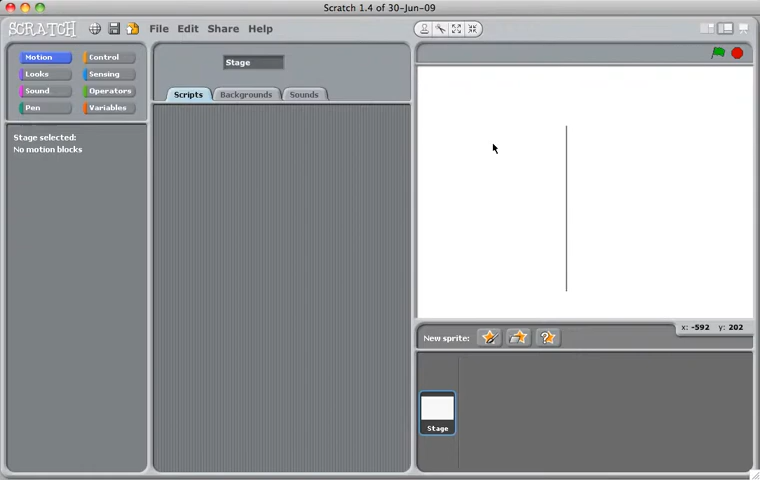 Scratch 1.4 of 30-Jun-09
SCRATCH File Edit Share Help
Motion Control
Looks Sensing
Sound Operators
Pen Variables
Stage selected:
No motion blocks
Stage
Scripts Backgrounds Sounds
x: -592 y: 202
New sprite:
Stage